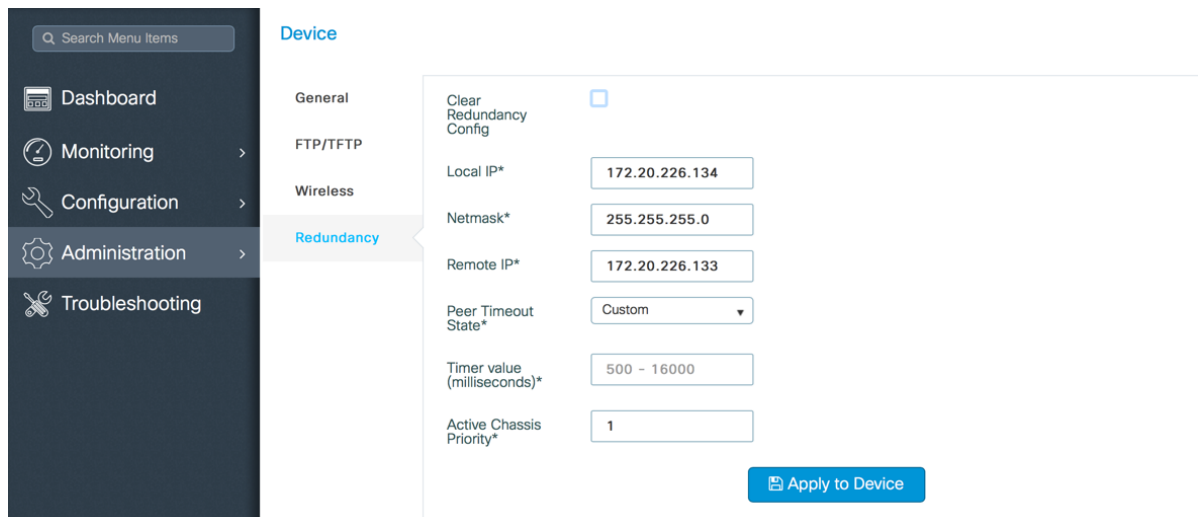 Search Menu Items
Dashboard
Monitoring
Configuration
Administration
Troubleshooting
Device
General
FTP/TFTP
Wireless
Redundancy
Clear
Redundancy
Config
Local IP*
172.20.226.134
Netmask*
255.255.255.0
Remote IP*
172.20.226.133
Peer Timeout
State*
Custom
Timer value
(milliseconds)*
500 - 16000
Active Chassis
Priority*
1
Apply to Device